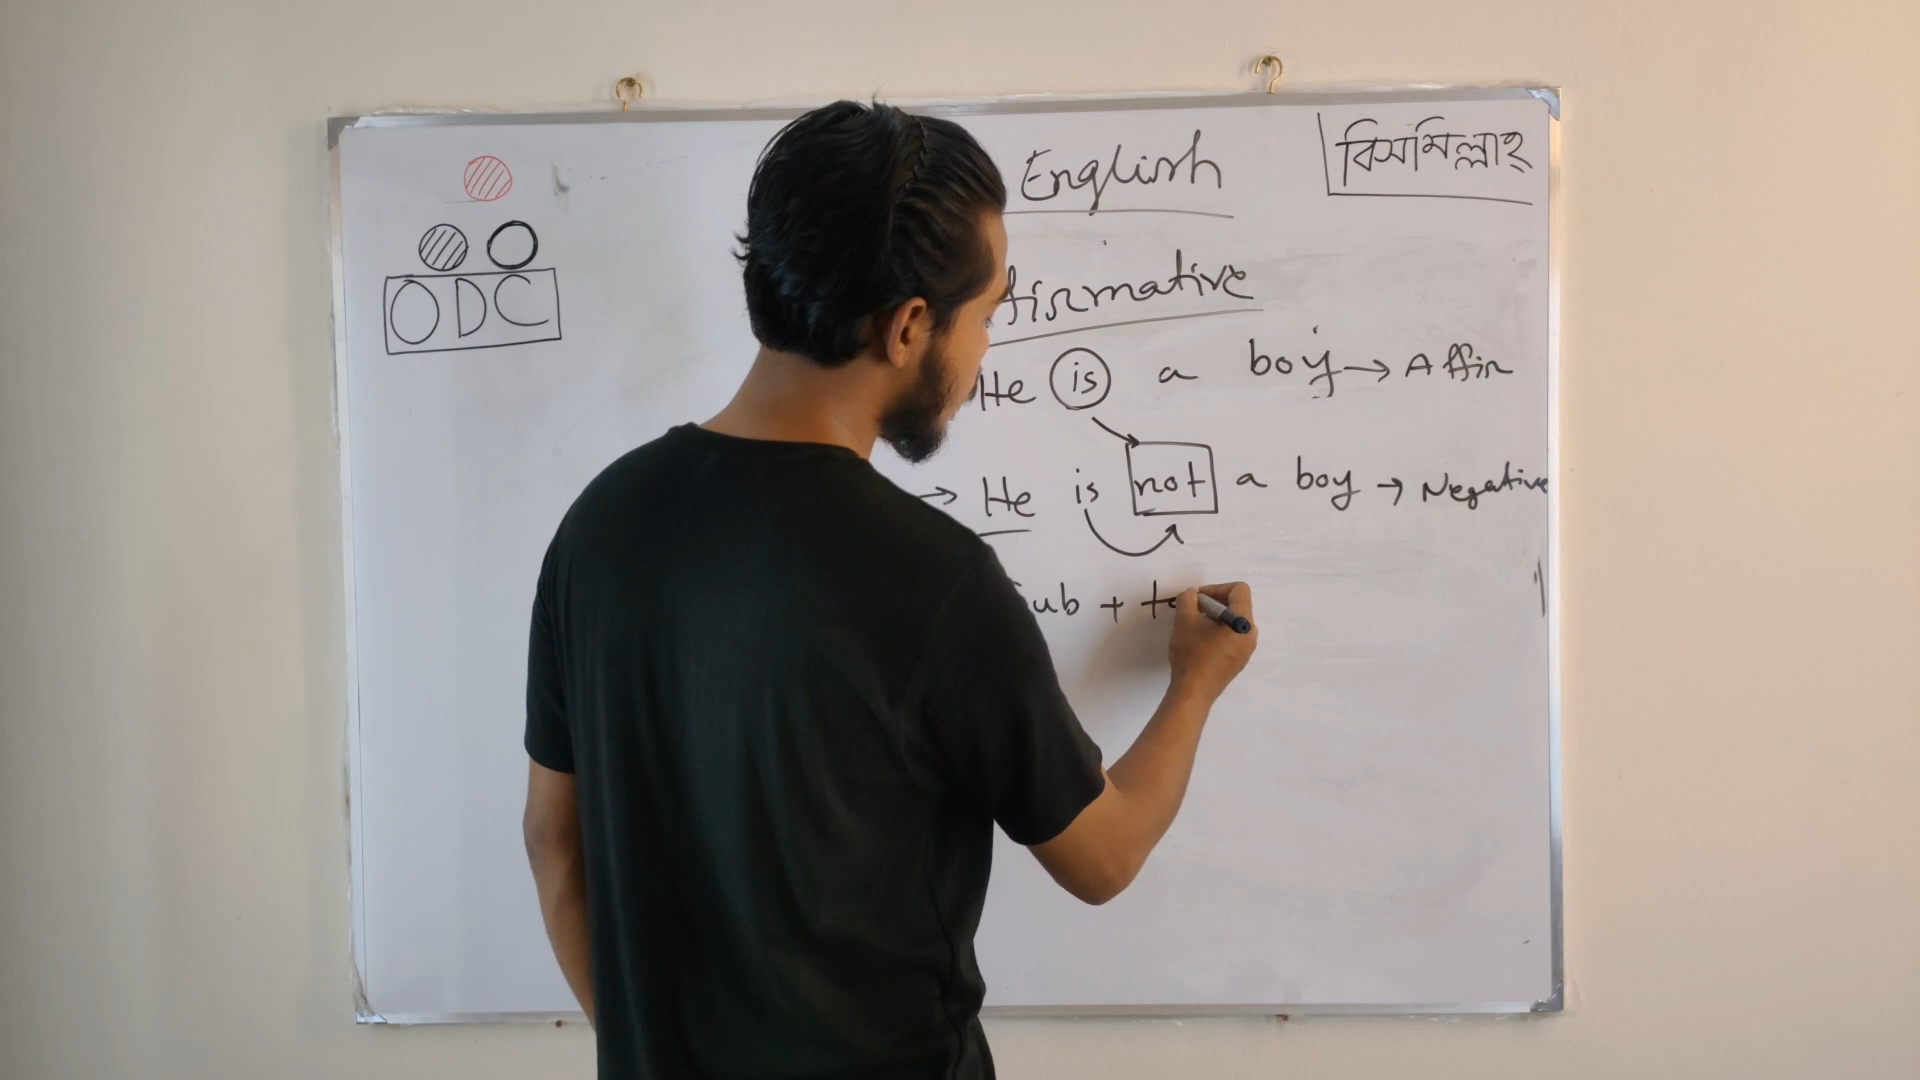 English
বিসমিল্লাহ্
ODC
firmative
He is a boy → Affir
→ He is not a boy → Negative
ub +